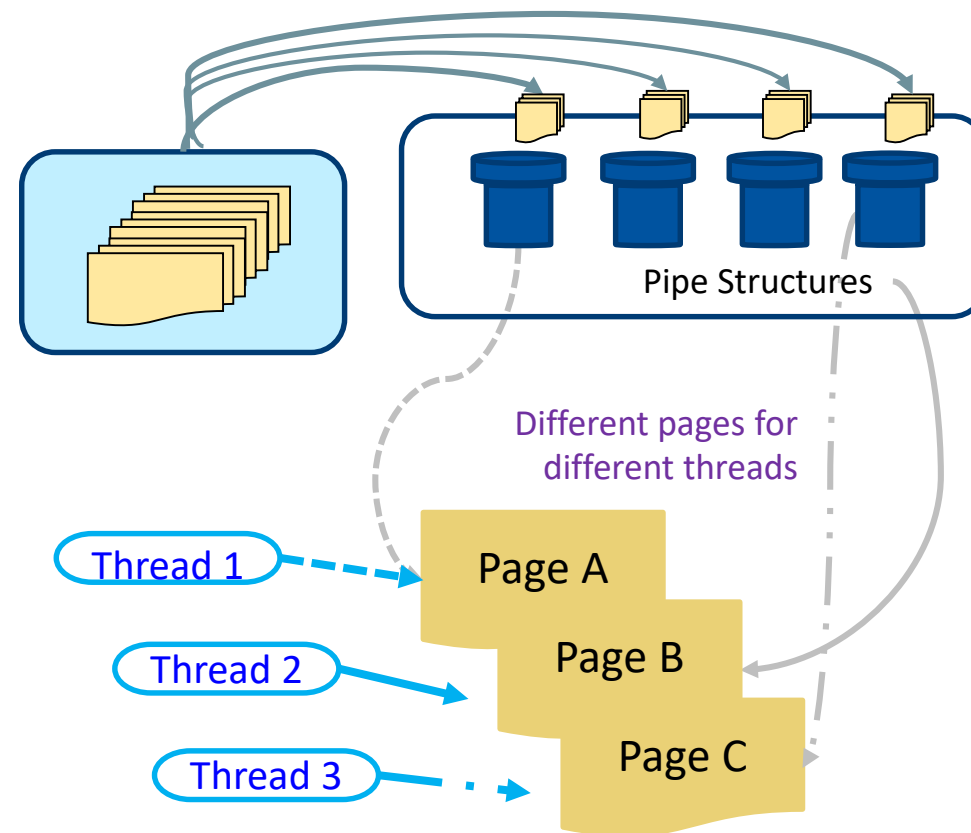 Pipe Structures
Different pages for
different threads
Thread 1
Page A
Thread 2
Page B
Thread 3
Page C